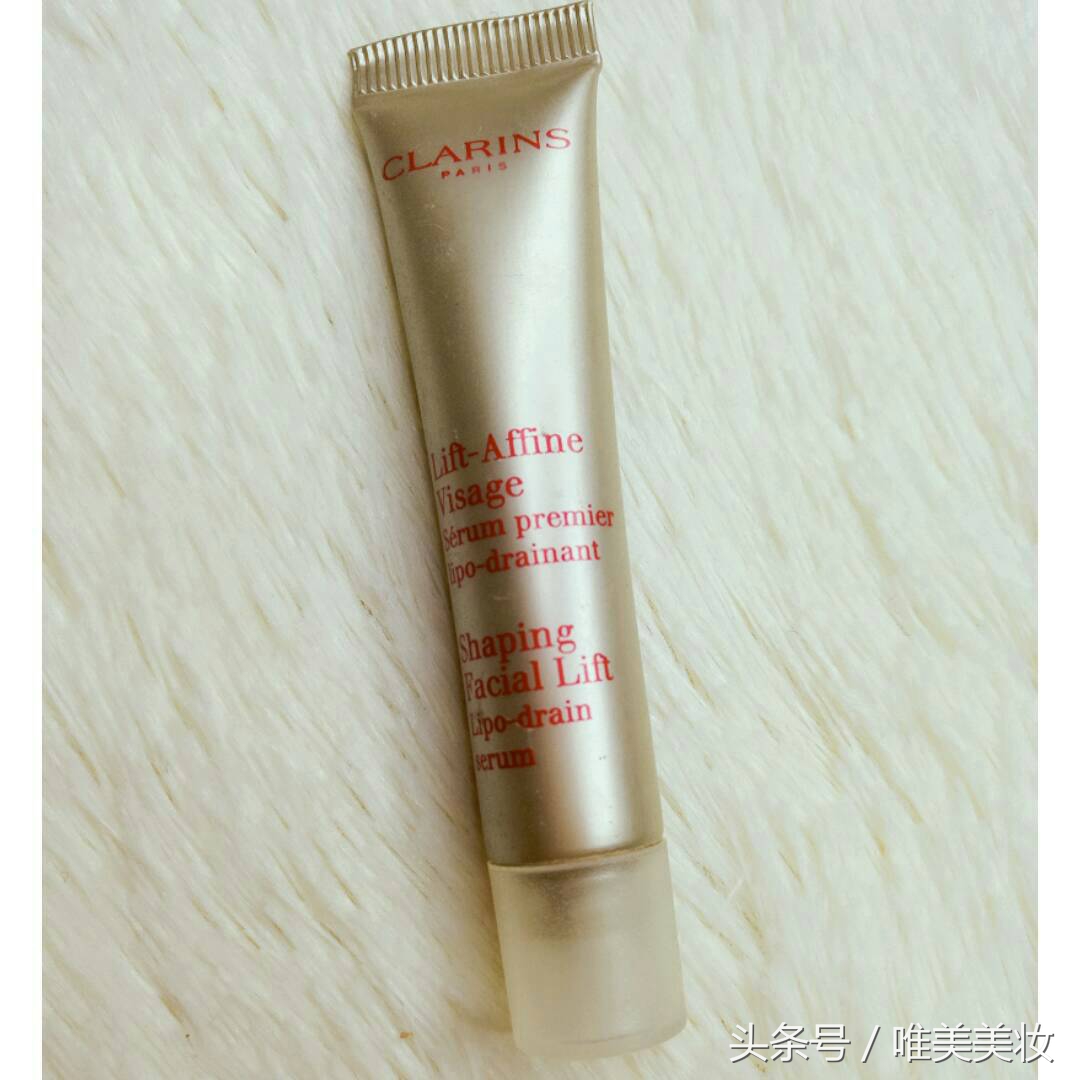 CLARINS
PARIS
Lift-Affine
Visage
Sérum premier
lipo-drainant
Shaping
Facial Lift
Lipo-drain
serum
头条号 / 唯美美妆